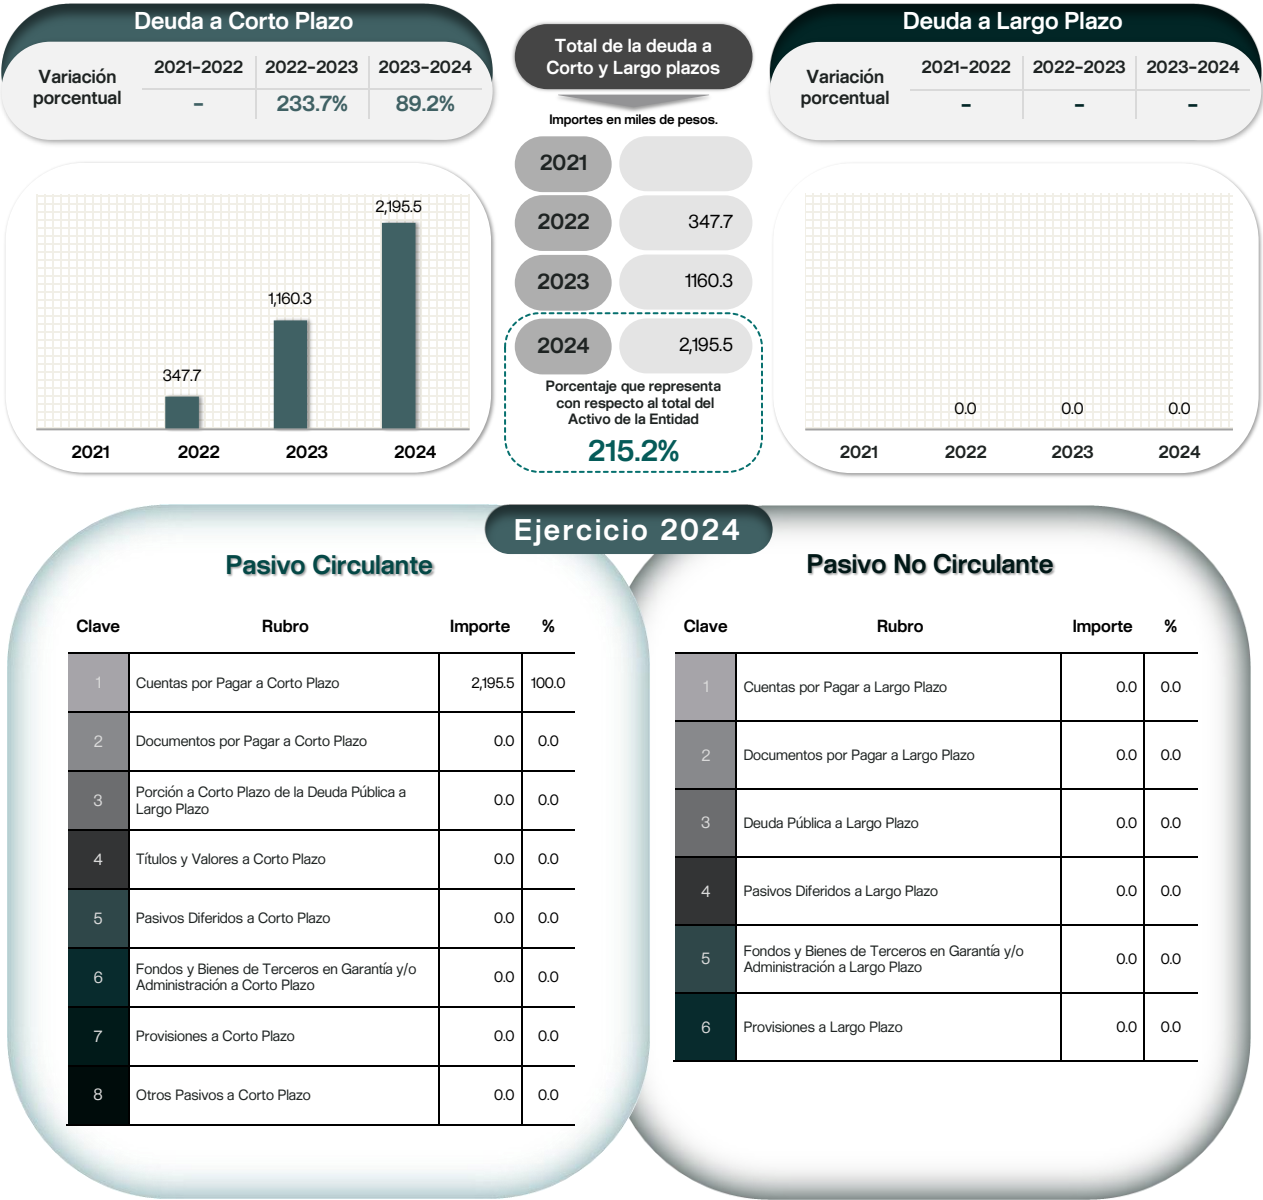 Deuda a Corto Plazo
Variación porcentual
2021-2022 2022-2023 2023-2024
- 233.7% 89.2%
2,195.5
1,160.3
347.7
2021 2022 2023 2024
Total de la deuda a
Corto y Largo plazos
Importes en miles de pesos.
2021
2022 347.7
2023 1160.3
2024 2,195.5
Porcentaje que representa
con respecto al total del
Activo de la Entidad
215.2%
Deuda a Largo Plazo
Variación porcentual
2021-2022 2022-2023 2023-2024
- - -
0.0 0.0 0.0
2021 2022 2023 2024
Ejercicio 2024
Pasivo Circulante
Clave Rubro Importe %
1 Cuentas por Pagar a Corto Plazo 2,195.5 100.0
2 Documentos por Pagar a Corto Plazo 0.0 0.0
3 Porción a Corto Plazo de la Deuda Pública a
Largo Plazo 0.0 0.0
4 Títulos y Valores a Corto Plazo 0.0 0.0
5 Pasivos Diferidos a Corto Plazo 0.0 0.0
6 Fondos y Bienes de Terceros en Garantía y/o
Administración a Corto Plazo 0.0 0.0
7 Provisiones a Corto Plazo 0.0 0.0
8 Otros Pasivos a Corto Plazo 0.0 0.0
Pasivo No Circulante
Clave Rubro Importe %
1 Cuentas por Pagar a Largo Plazo 0.0 0.0
2 Documentos por Pagar a Largo Plazo 0.0 0.0
3 Deuda Pública a Largo Plazo 0.0 0.0
4 Pasivos Diferidos a Largo Plazo 0.0 0.0
5 Fondos y Bienes de Terceros en Garantía y/o
Administración a Largo Plazo 0.0 0.0
6 Provisiones a Largo Plazo 0.0 0.0